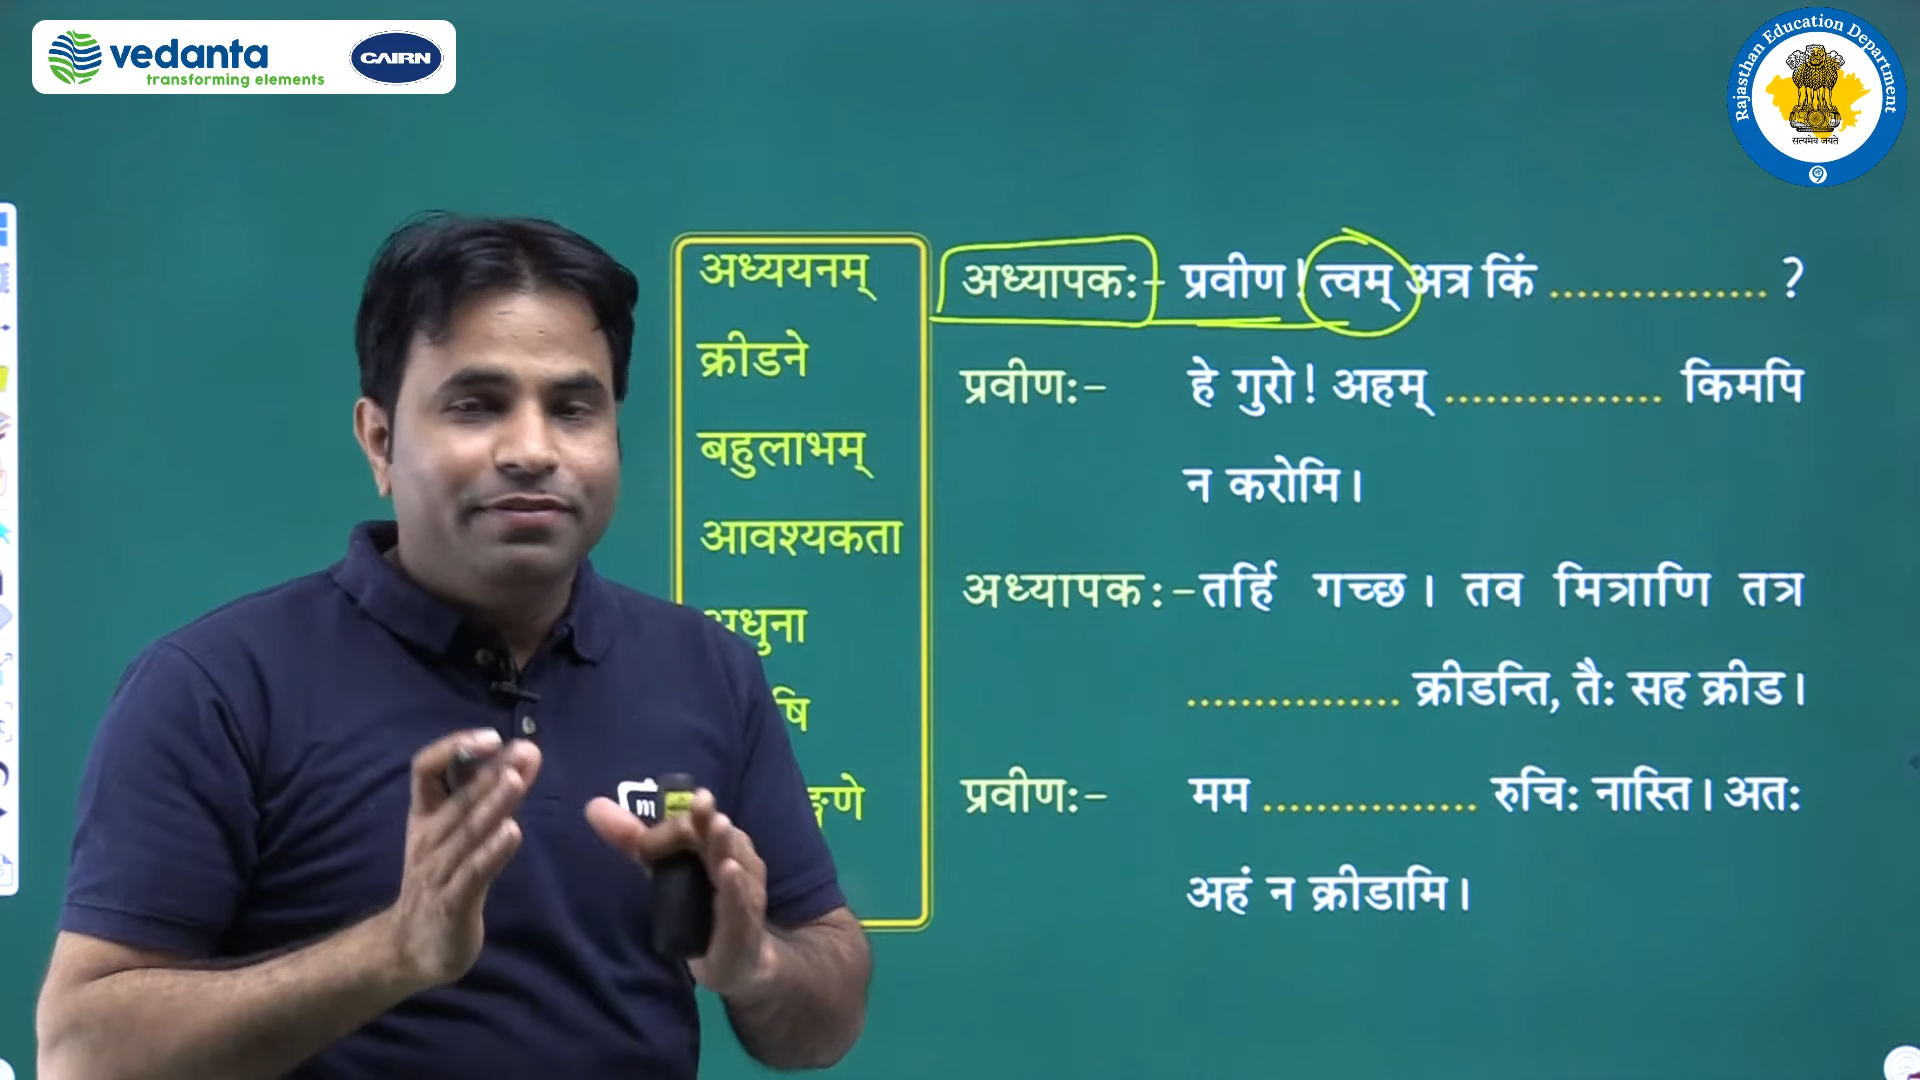 vedanta
transforming elements
CAIRN
Rajasthan Education Department
सत्यमेव जयते
अध्ययनम्
क्रीडने
बहुलाभम्
आवश्यकता
अध्यापकः- प्रवीण! त्वम् अत्र किं ................ ?
प्रवीणः- हे गुरो! अहम् ................ किमपि
न करोमि।
अध्यापकः-तर्हि गच्छ। तव मित्राणि तत्र
................ क्रीडन्ति, तैः सह क्रीड।
प्रवीणः- मम ................ रुचिः नास्ति। अतः
अहं न क्रीडामि।
m